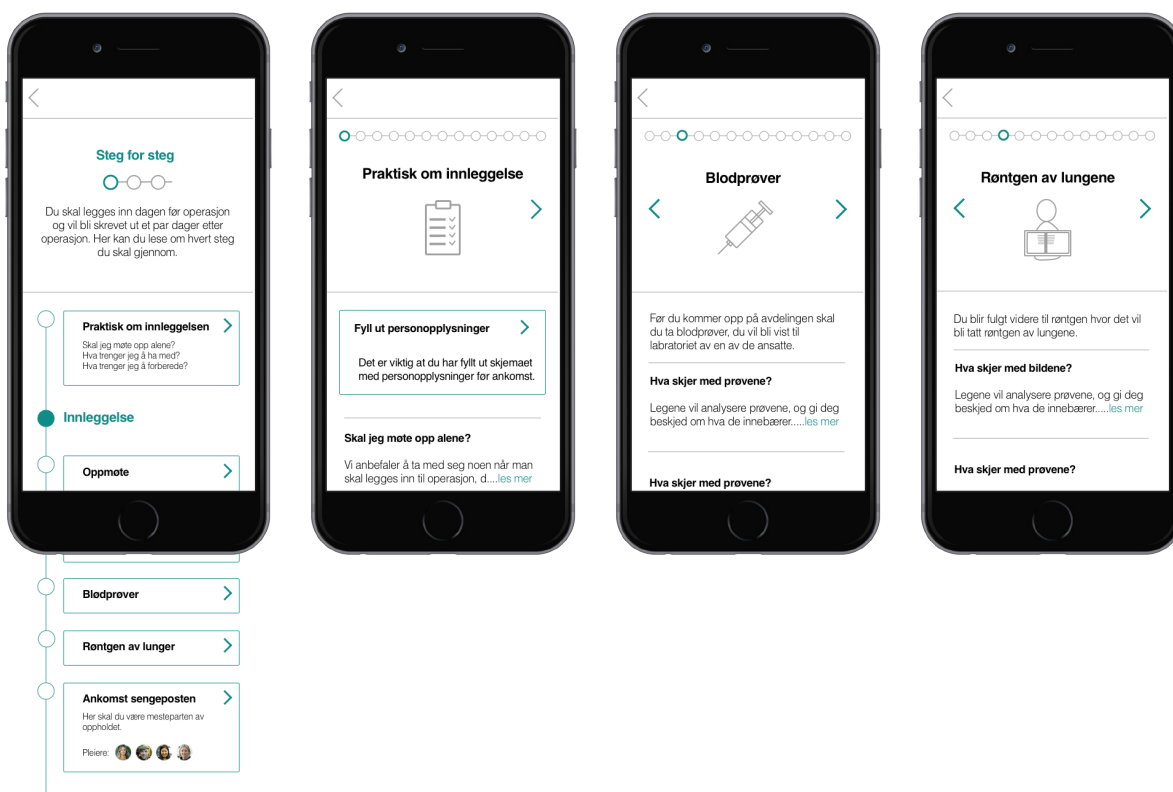 Steg for steg
Du skal legges inn dagen før operasjon
og vil bli skrevet ut et par dager etter
operasjon. Her kan du lese om hvert steg
du skal gjennom.
Praktisk om innleggelsen
Skal jeg møte opp alene?
Hva trenger jeg å ha med?
Hva trenger jeg å forberede?
Innleggelse
Oppmøte
Blødprøver
Røntgen av lunger
Ankomst sengeposten
Her skal du være mesteparten av
oppholdet.
Pleiere:
Praktisk om innleggelse
Fyll ut personopplysninger
Det er viktig at du har fyllt ut skjemaet
med personopplysninger før ankomst.
Skal jeg møte opp alene?
Vi anbefaler å ta med seg noen når man
skal legges inn til operasjon, d....les mer
Blodprøver
Før du kommer opp på avdelingen skal
du ta blodprøver, du vil bli vist til
labratoriet av en av de ansatte.
Hva skjer med prøvene?
Legene vil analysere prøvene, og gi deg
beskjed om hva de innebærer.....les mer
Hva skjer med prøvene?
Røntgen av lungene
Du blir fulgt videre til røntgen hvor det vil
bli tatt røntgen av lungene.
Hva skjer med bildene?
Legene vil analysere prøvene, og gi deg
beskjed om hva de innebærer.....les mer
Hva skjer med prøvene?